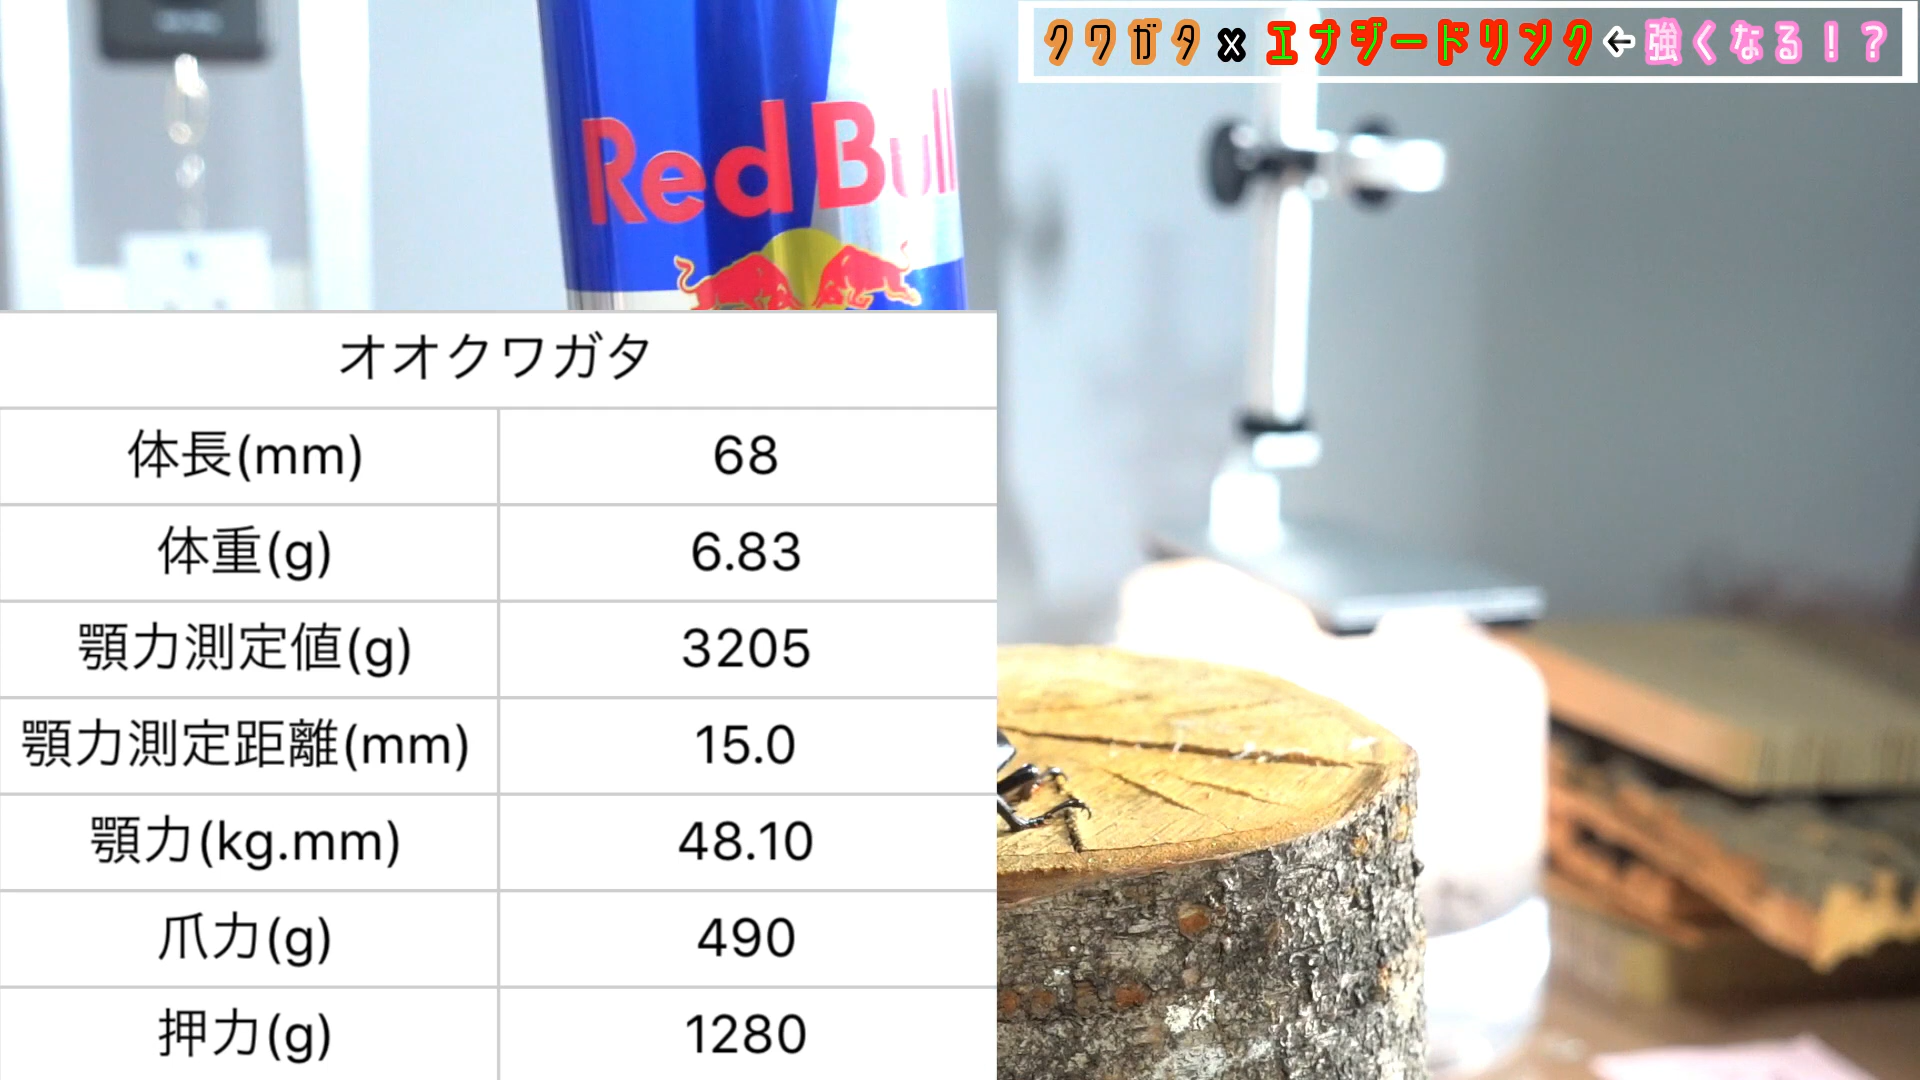 クワガタ x エナジードリンク←強くなる！？
Red Bull
オオクワガタ
体長(mm) 68
体重(g) 6.83
顎力測定値(g) 3205
顎力測定距離(mm) 15.0
顎力(kg.mm) 48.10
爪力(g) 490
押力(g) 1280